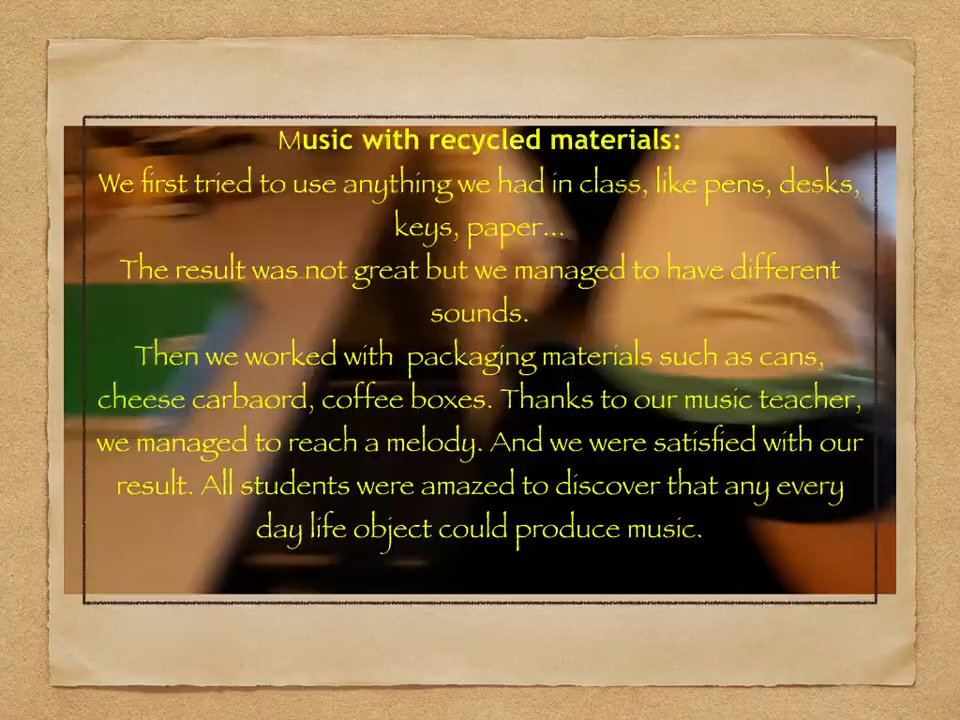 Music with recycled materials:
We first tried to use anything we had in class, like pens, desks,
keys, paper...
The result was not great but we managed to have different
sounds.
Then we worked with packaging materials such as cans,
cheese carbaord, coffee boxes. Thanks to our music teacher,
we managed to reach a melody. And we were satisfied with our
result. All students were amazed to discover that any every
day life object could produce music.